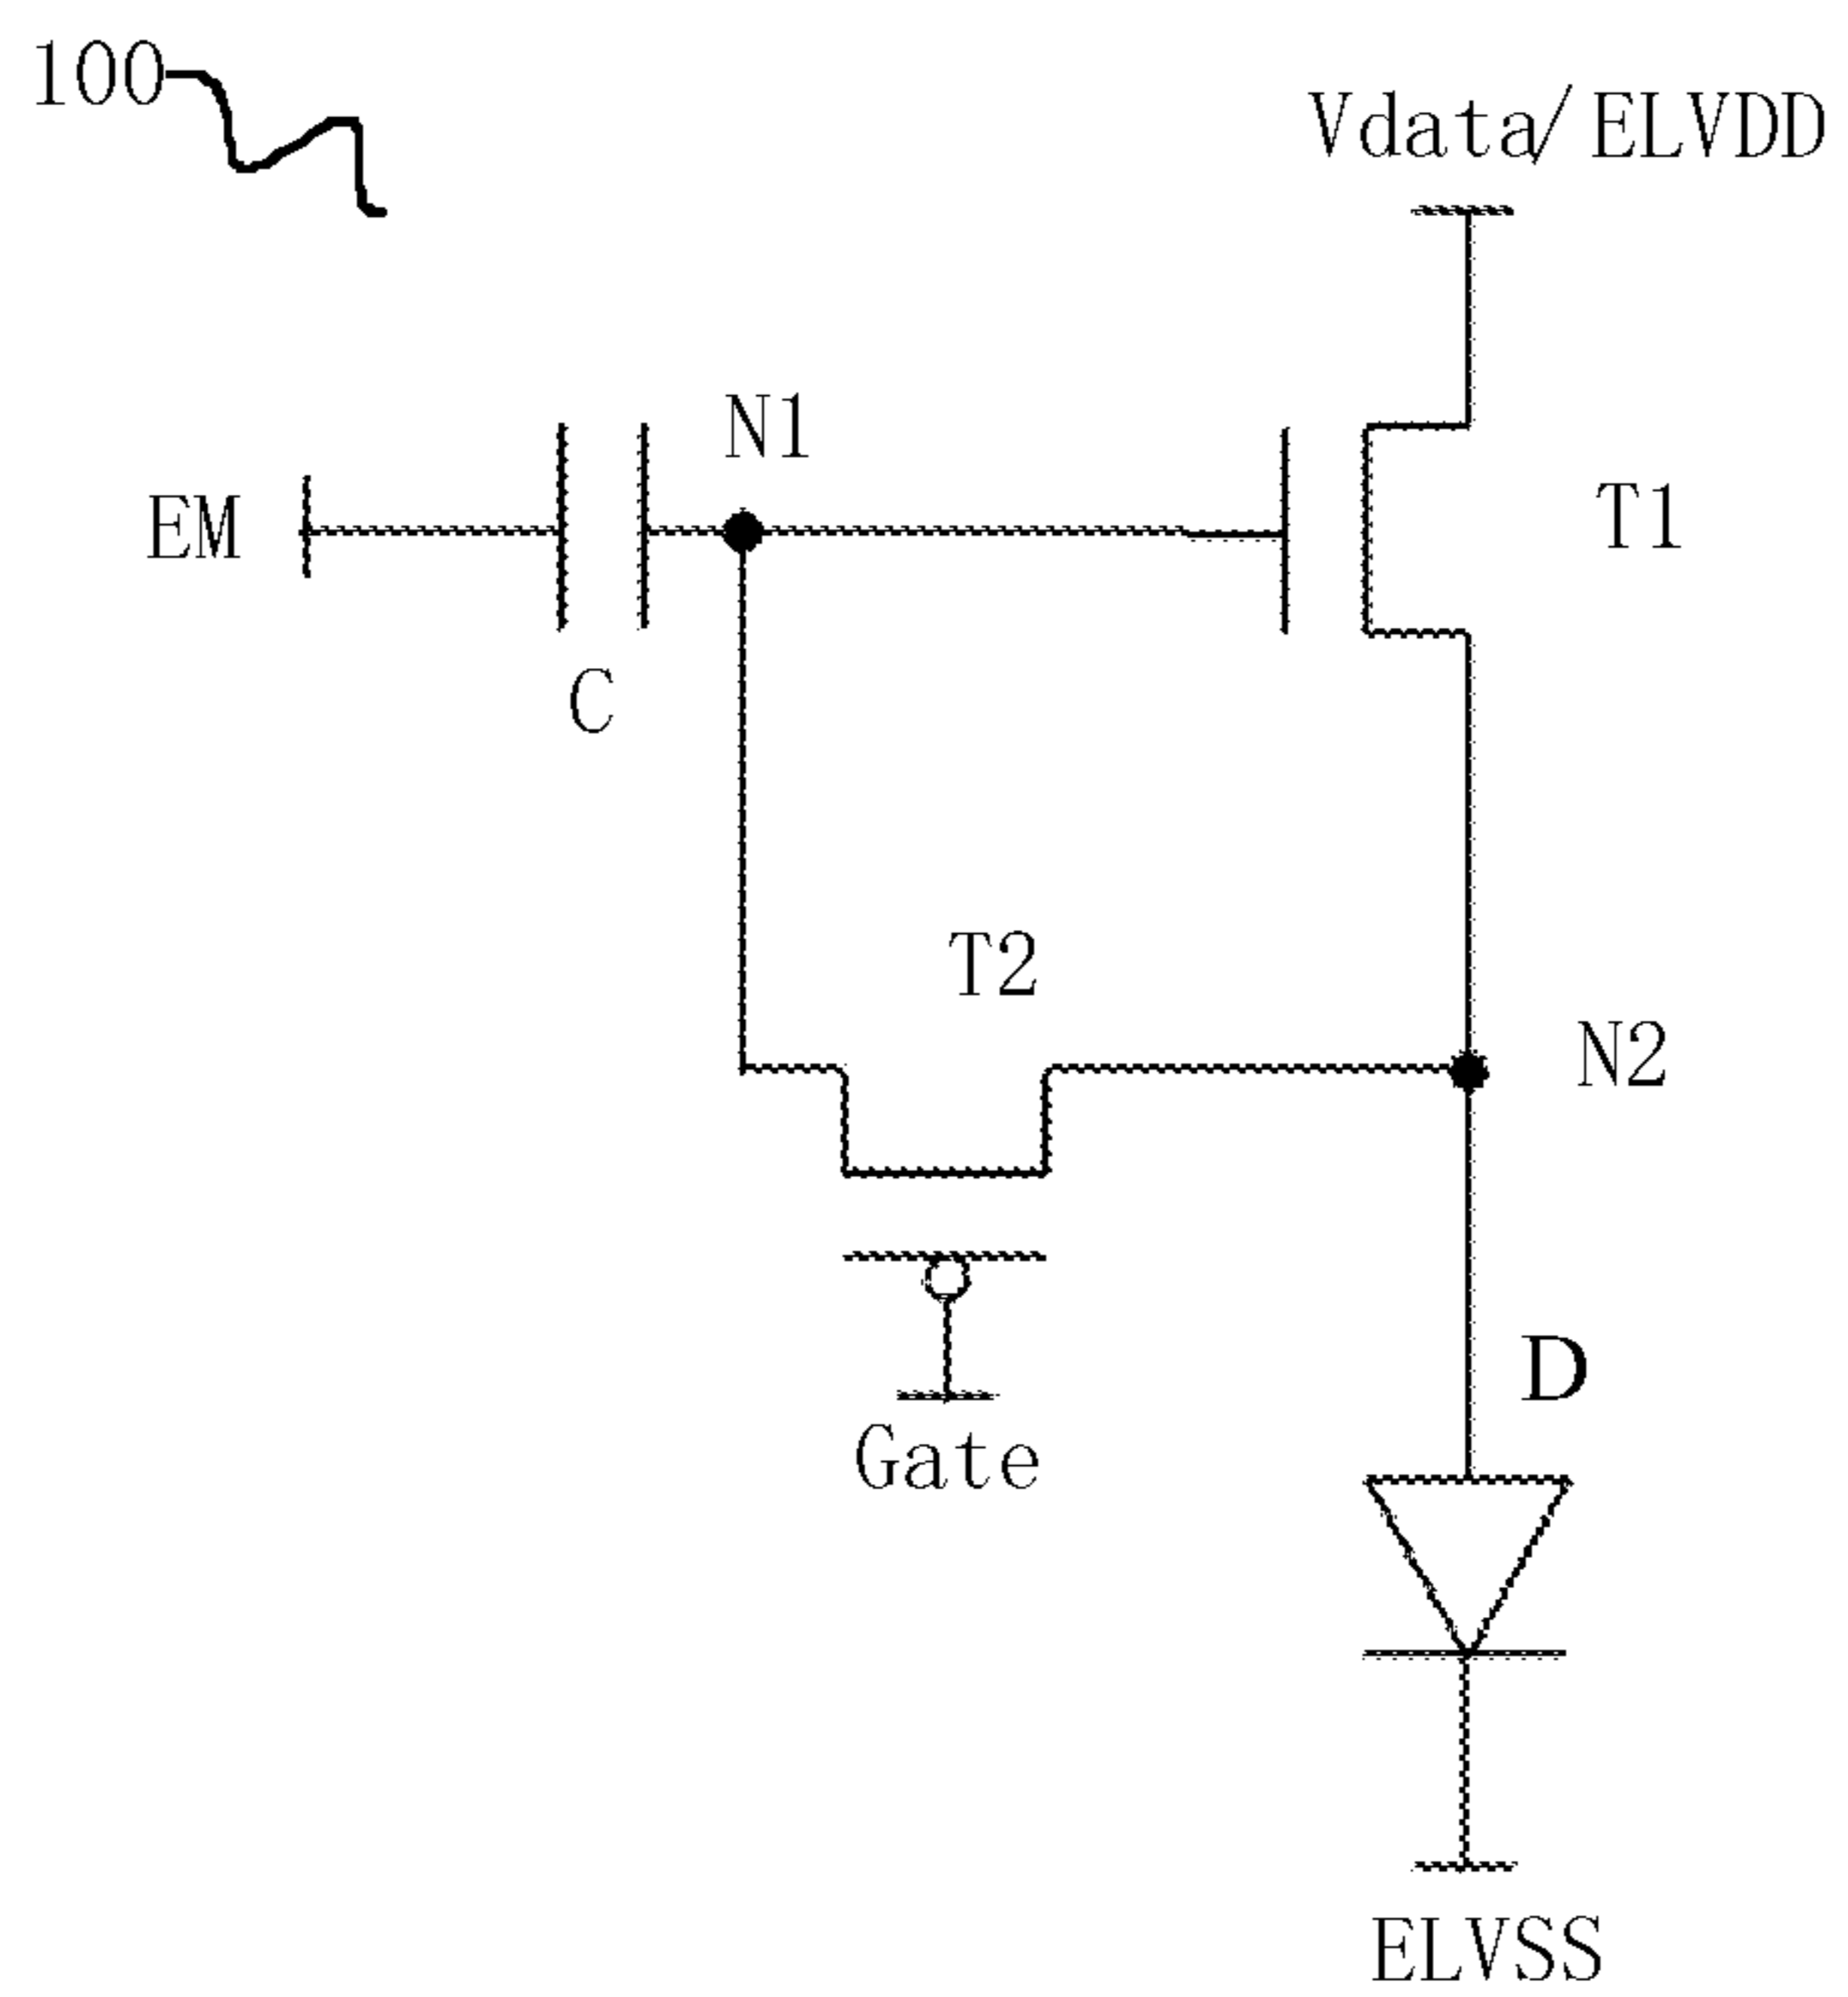 100
Vdata/ELVDD
N1
EM
T1
C
T2
N2
D
Gate
ELVSS